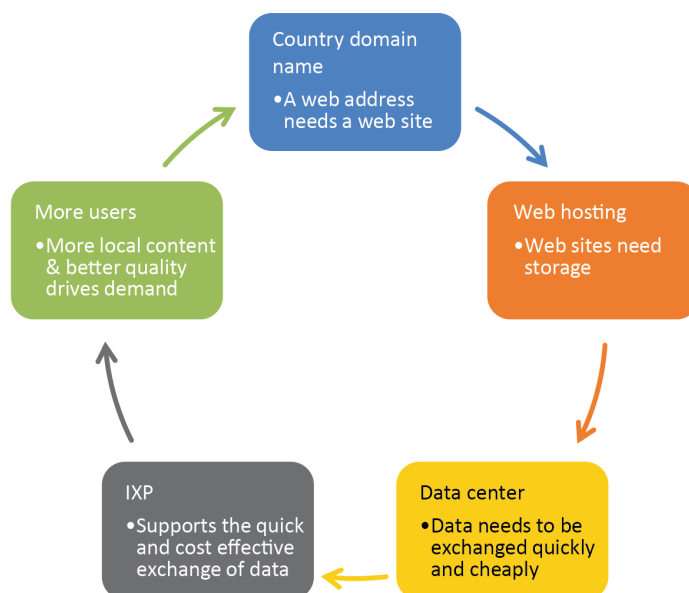 Country domain
name
•A web address
needs a web site
Web hosting
•Web sites need
storage
Data center
•Data needs to be
exchanged quickly
and cheaply
IXP
•Supports the quick
and cost effective
exchange of data
More users
•More local content
& better quality
drives demand